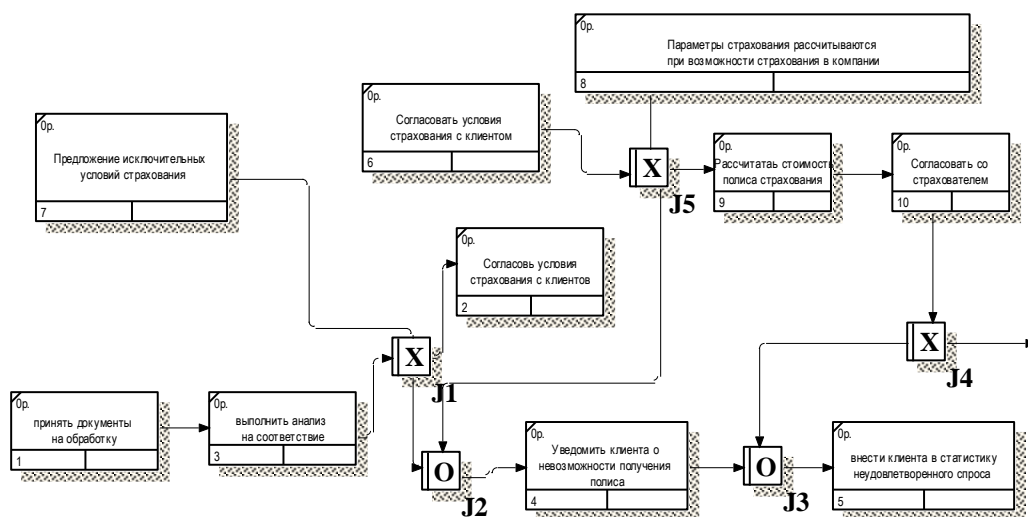 0р.
Параметры страхования рассчитываются
при возможности страхования в компании
8
0р.
Согласовать условия
страхования с клиентом
6
0р.
Предложение исключительных
условий страхования
7
X
J5
0р.
Рассчитатаь стоимость
полиса страхования
9
0р.
Согласовать со
страхователем
10
0р.
Согласовь условия
страхования с клиентов
2
X
J1
X
J4
0р.
принять документы
на обработку
1
0р.
выполнить анализ
на соответствие
3
O
J2
0р.
Уведомить клиента о
невозможности получения
полиса
4
O
J3
0р.
внести клиента в статистику
неудовлетворенного спроса
5